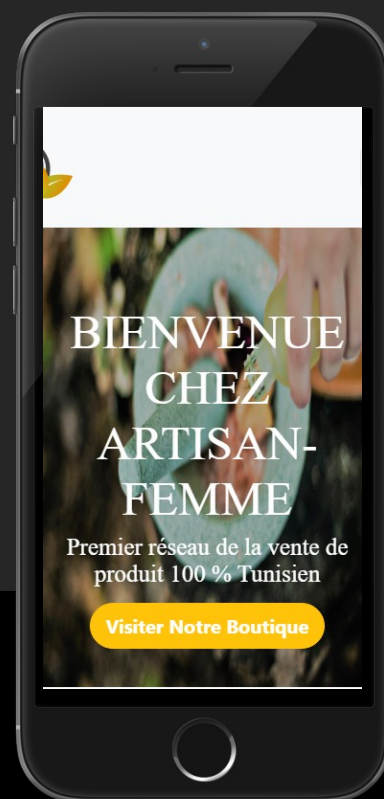 BIENVENUE
CHEZ
ARTISAN-
FEMME
Premier réseau de la vente de
produit 100 % Tunisien
Visiter Notre Boutique